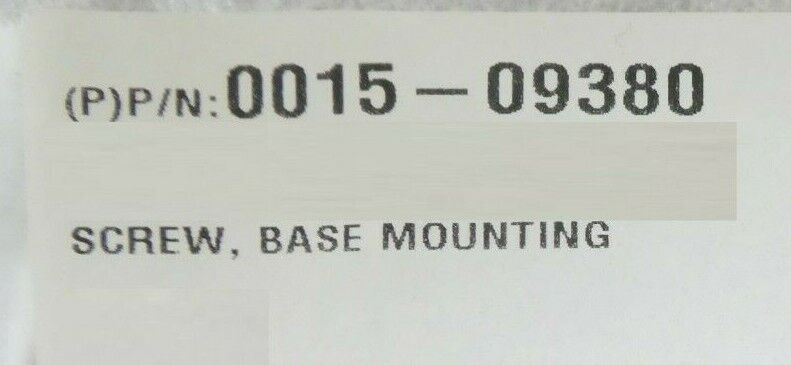 (P)P/N: 0015-09380
SCREW, BASE MOUNTING